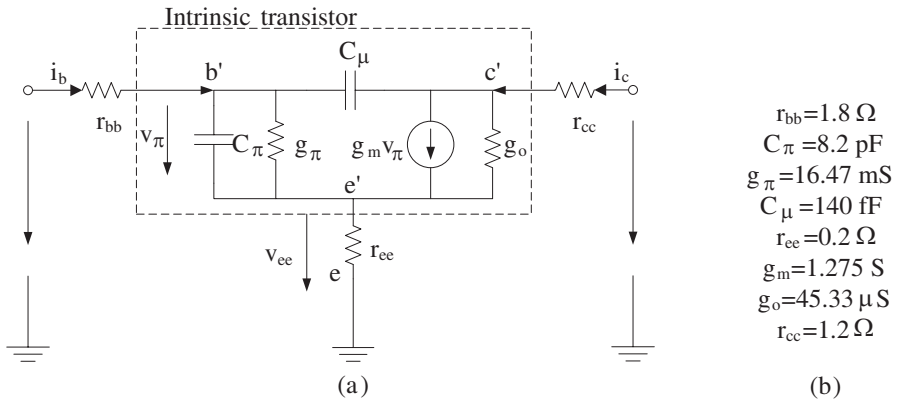 Intrinsic transistor
C_μ
i_b
b'
c'
i_c
r_bb
r_cc
v_π
C_π
g_π
g_m v_π
g_o
e'
v_ee
r_ee
e
(a)
r_bb=1.8 Ω
C_π=8.2 pF
g_π=16.47 mS
C_μ=140 fF
r_ee=0.2 Ω
g_m=1.275 S
g_o=45.33 μS
r_cc=1.2 Ω
(b)